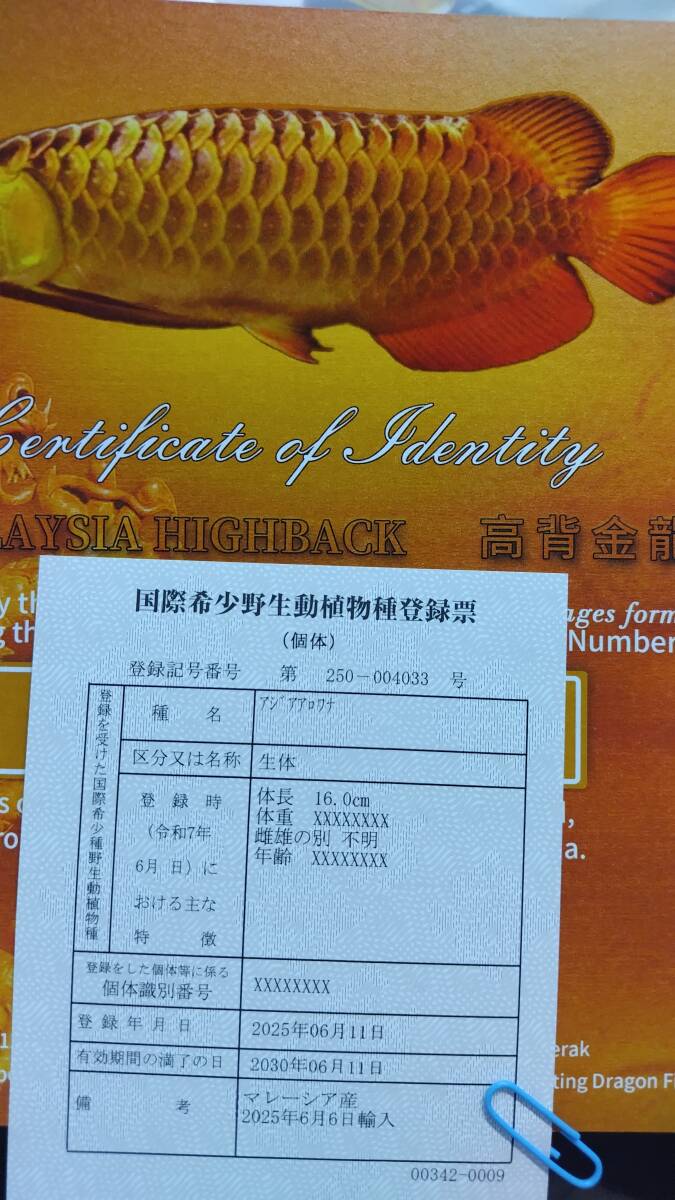 Certificate of Identity
MALAYSIA HIGHBACK 高背金龍
ages form
Number
国際希少野生動植物種登録票
(個体)
登録記号番号 第 250-004033 号
登録を受けた国際希少種野生動植物種
種 名 アジアアロワナ
区分又は名称 生体
登 録 時
(令和7年
6月 日)に
おける主な
特 徴
体長 16.0cm
体重 XXXXXXXX
雌雄の別 不明
年齢 XXXXXXXX
登録をした個体等に係る
個体識別番号 XXXXXXXX
登 録 年 月 日 2025年06月11日
有効期間の満了の日 2030年06月11日
備 考
マレーシア産
2025年6月6日輸入
00342-0009
a.
erak
ting Dragon Fi